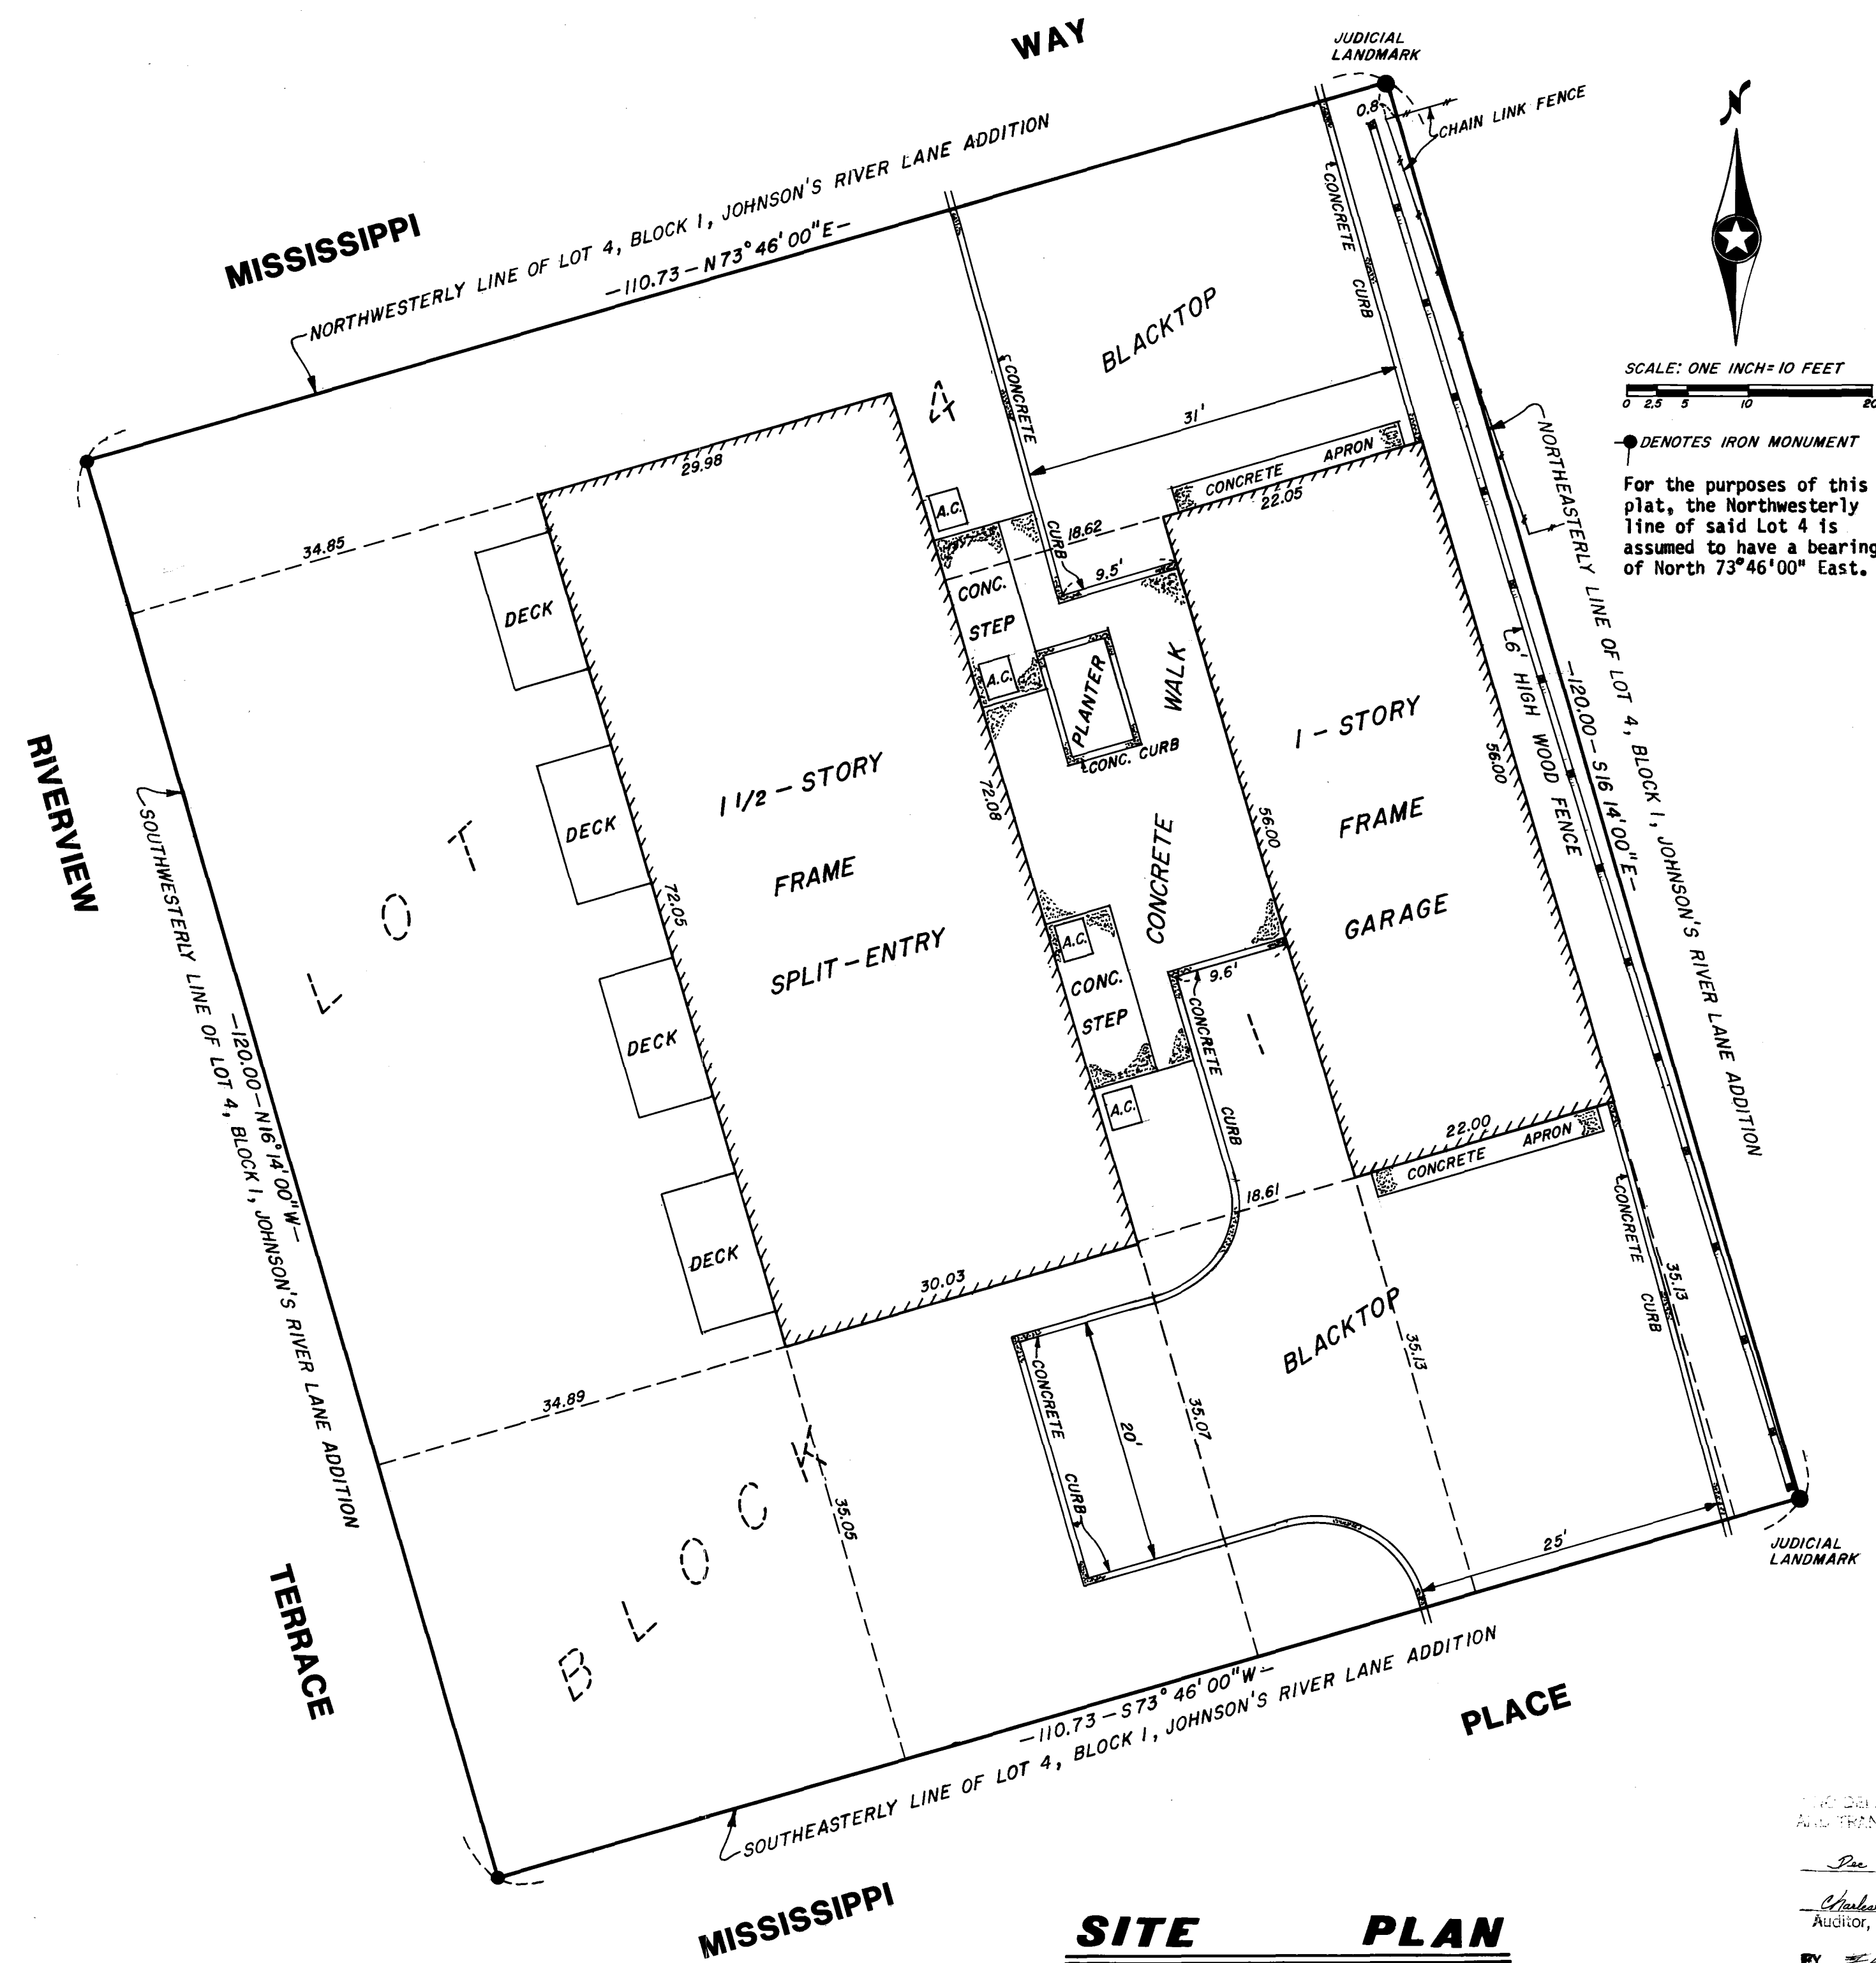 WAY
JUDICIAL
LANDMARK
0.8'
CHAIN LINK FENCE
N
MISSISSIPPI
NORTHWESTERLY LINE OF LOT 4, BLOCK 1, JOHNSON'S RIVER LANE ADDITION
—110.73—N73°46'00"E—
CONCRETE
CURB
BLACKTOP
CONCRETE
CURB
31'
SCALE: ONE INCH=10 FEET
0 2.5 5 10 20
DENOTES IRON MONUMENT
For the purposes of this
plat, the Northwesterly
line of said Lot 4 is
assumed to have a bearing
of North 73°46'00" East.
NORTHEASTERLY LINE OF LOT 4, BLOCK 1, JOHNSON'S RIVER LANE ADDITION
—120.00—S16 14'00"E—
6' HIGH WOOD FENCE
A
29.98
34.85
A.C.
18.62
9.5'
CONCRETE APRON
22.05
CONC.
STEP
A.C.
PLANTER
CONC. CURB
CONCRETE WALK
DECK
DECK
DECK
DECK
1 1/2 — STORY
FRAME
SPLIT — ENTRY
72.05
72.08
56.00
56.00
1 — STORY
FRAME
GARAGE
RIVERVIEW
SOUTHWESTERLY LINE OF LOT 4, BLOCK 1, JOHNSON'S RIVER LANE ADDITION
—120.00—N16°14'00"W—
LOT
A.C.
CONC.
STEP
A.C.
9.6'
CONCRETE
CURB
1
22.00
CONCRETE APRON
18.61
30.03
34.89
CONCRETE
CURB
35.13
35.13
BLACKTOP
35.07
35.05
CONCRETE
CURB
20'
25'
BLOCK
JUDICIAL
LANDMARK
TERRACE
—110.73—S73°46'00"W—
SOUTHEASTERLY LINE OF LOT 4, BLOCK 1, JOHNSON'S RIVER LANE ADDITION
PLACE
MISSISSIPPI
SITE PLAN
AND TRAN
Dec
Charles
Auditor,
BY